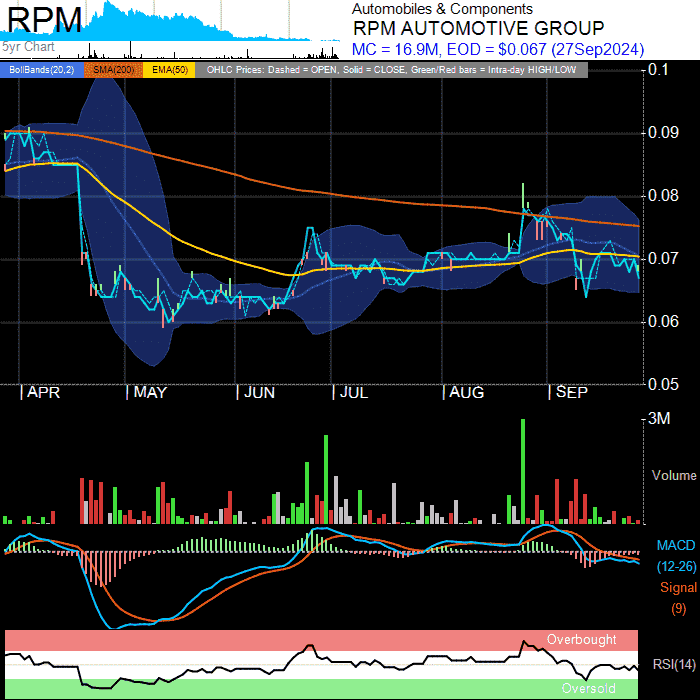 RPM
Automobiles & Components
RPM AUTOMOTIVE GROUP
5yr Chart
MC = 16.9M, EOD = $0.067 (27Sep2024)
BollBands(20,2) SMA(200) EMA(50) OHLC Prices: Dashed = OPEN, Solid = CLOSE, Green/Red bars = Intra-day HIGH/LOW
0.1
0.09
0.08
0.07
0.06
0.05
APR MAY JUN JUL AUG SEP
3M
Volume
MACD
(12-26)
Signal
(9)
Overbought
RSI(14)
Oversold